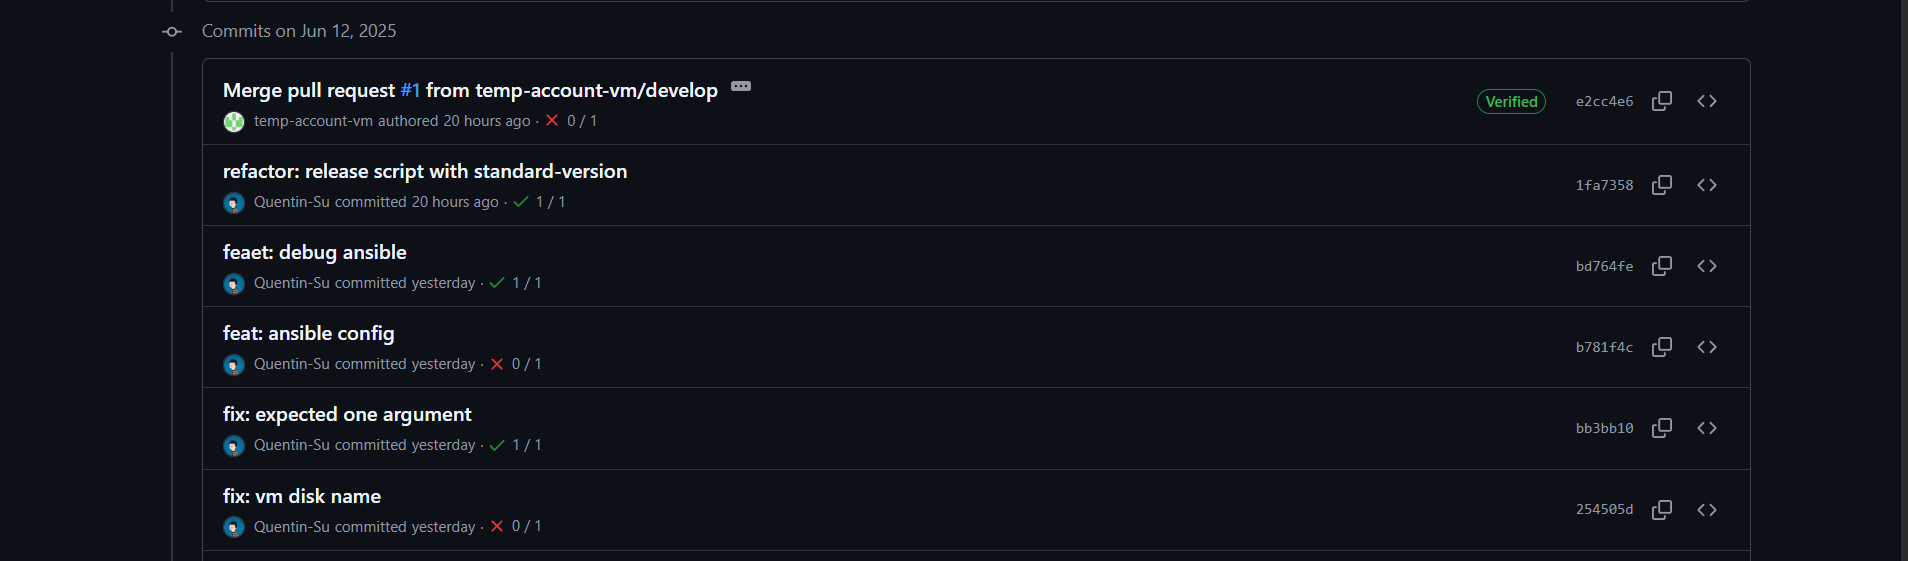 Commits on Jun 12, 2025
Merge pull request #1 from temp-account-vm/develop
Verified
e2cc4e6
temp-account-vm authored 20 hours ago · 0 / 1
refactor: release script with standard-version
1fa7358
Quentin-Su committed 20 hours ago · 1 / 1
feaet: debug ansible
bd764fe
Quentin-Su committed yesterday · 1 / 1
feat: ansible config
b781f4c
Quentin-Su committed yesterday · 0 / 1
fix: expected one argument
bb3bb10
Quentin-Su committed yesterday · 1 / 1
fix: vm disk name
254505d
Quentin-Su committed yesterday · 0 / 1